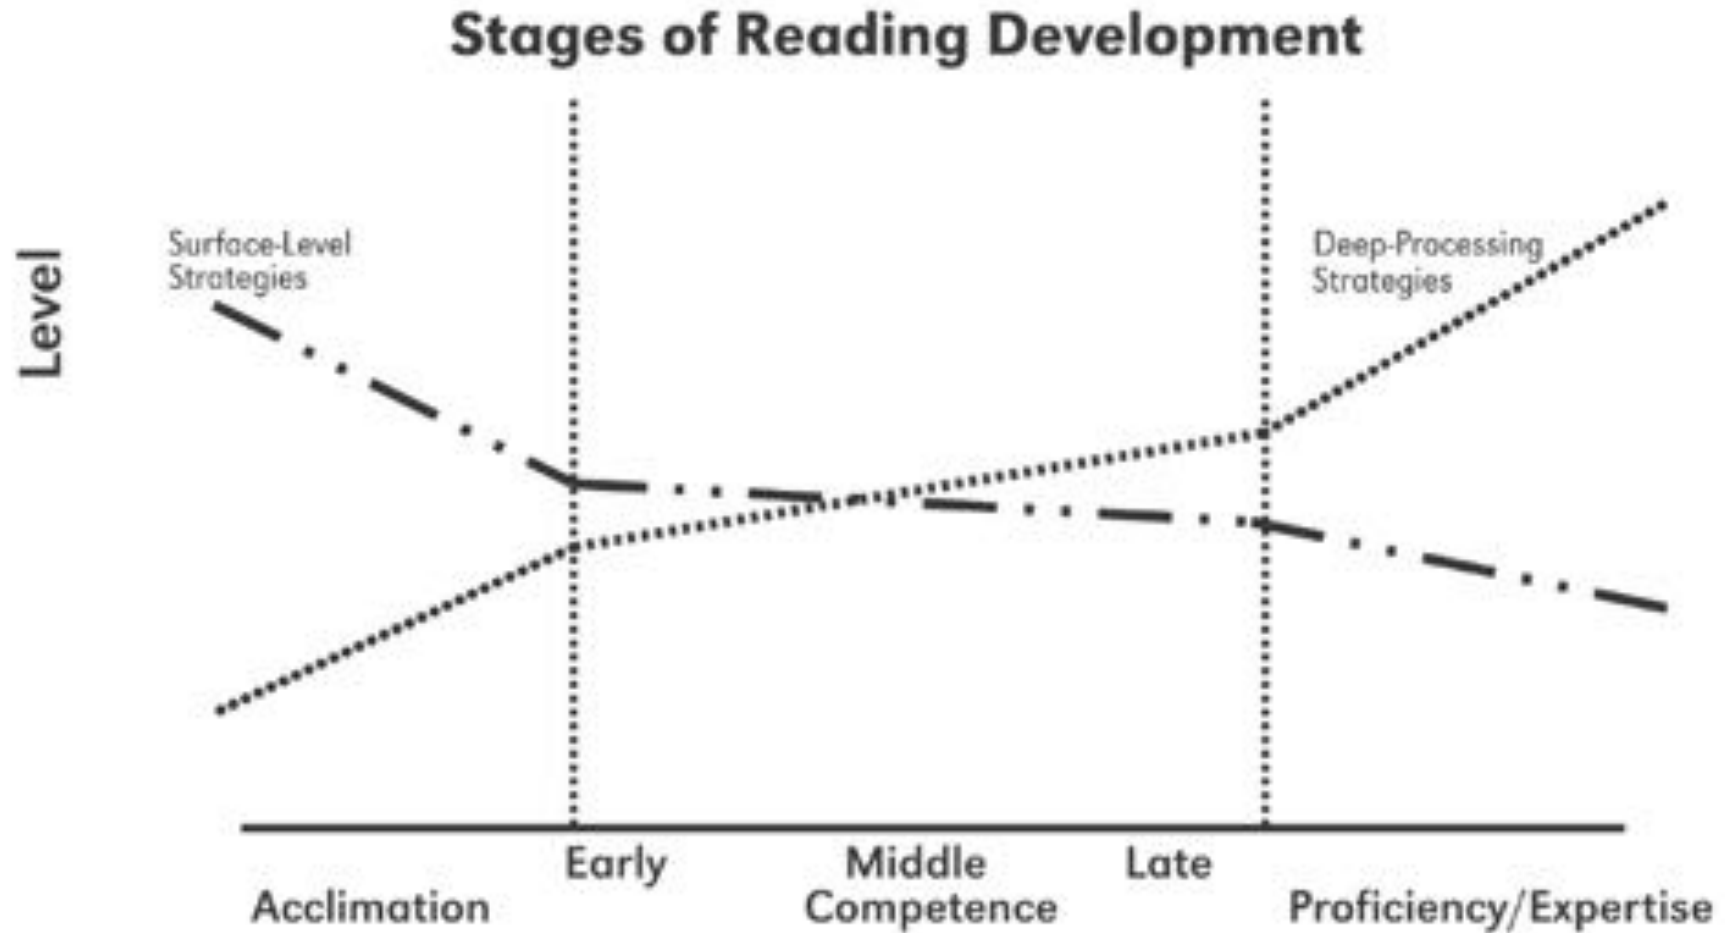 Stages of Reading Development
Level
Surface-Level
Strategies
Deep-Processing
Strategies
Early
Middle
Late
Acclimation
Competence
Proficiency/Expertise